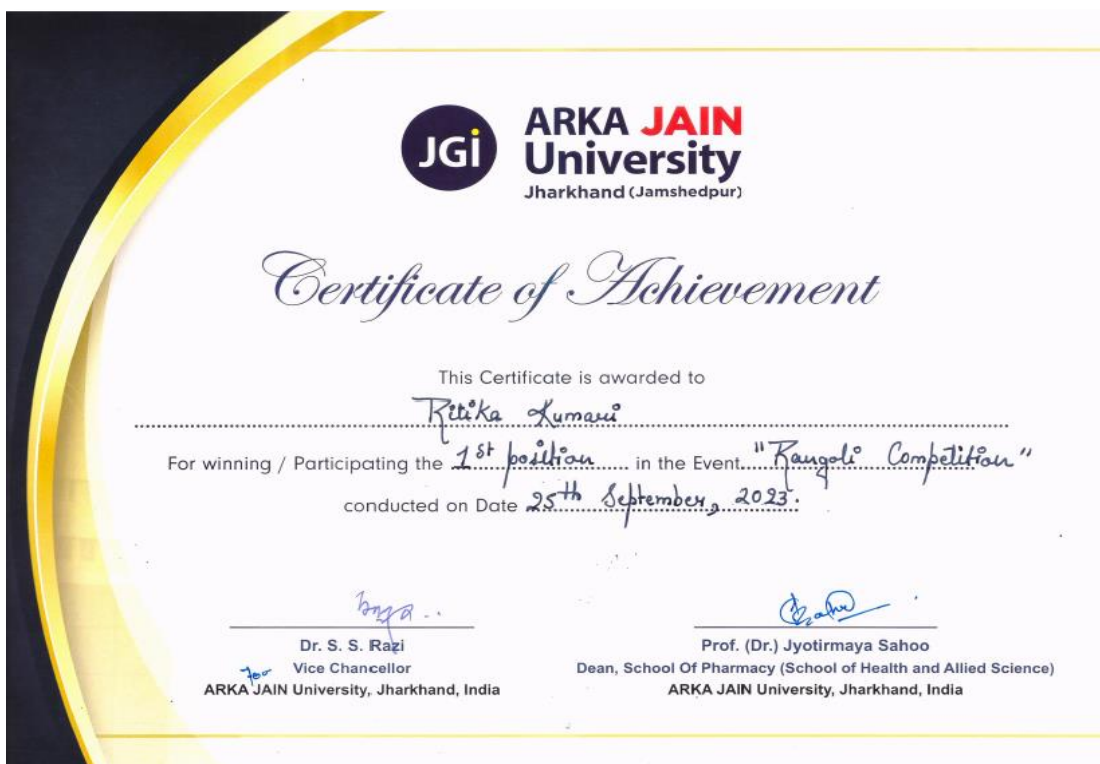 JGi
ARKA JAIN
University
Jharkhand (Jamshedpur)
Certificate of Achievement
This Certificate is awarded to
Ritika Kumari
For winning / Participating the 1st position in the Event "Rangoli Competition"
conducted on Date 25th September, 2023.
Dr. S. S. Razi
Vice Chancellor
ARKA JAIN University, Jharkhand, India
Prof. (Dr.) Jyotirmaya Sahoo
Dean, School Of Pharmacy (School of Health and Allied Science)
ARKA JAIN University, Jharkhand, India